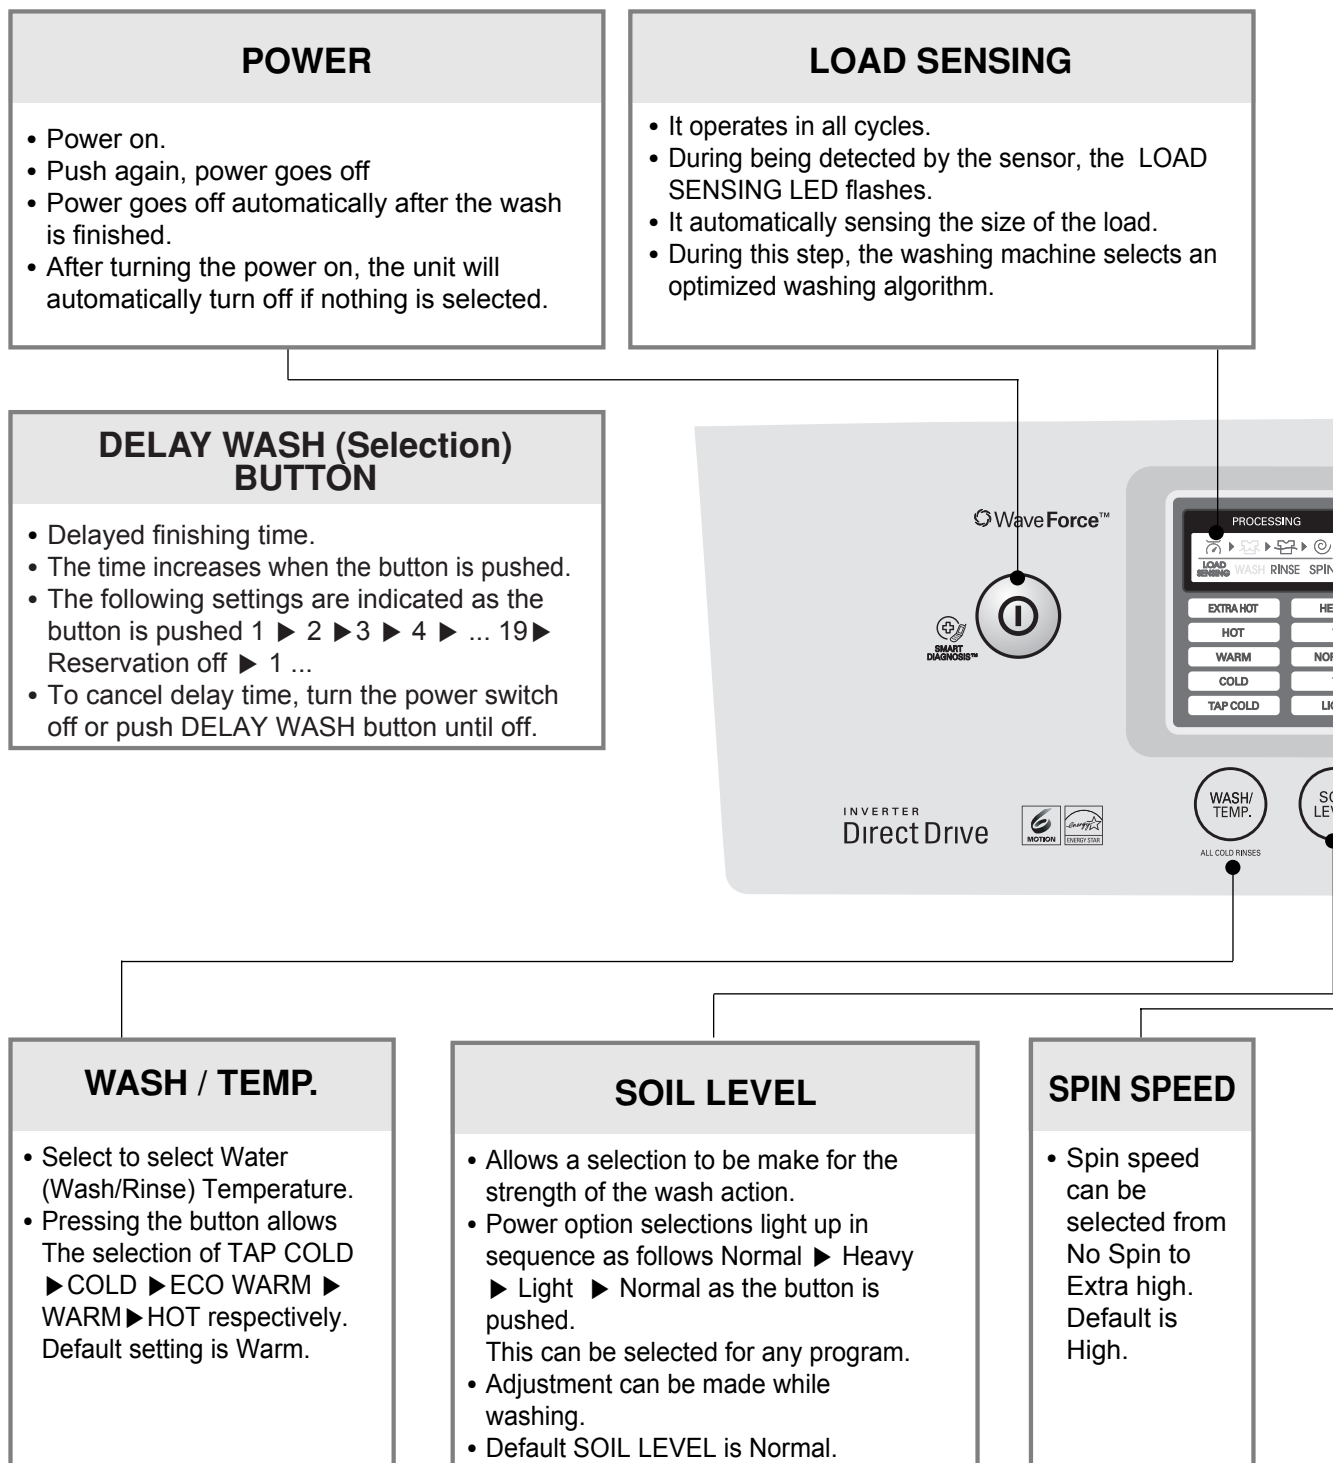 POWER
• Power on.
• Push again, power goes off
• Power goes off automatically after the wash
is finished.
• After turning the power on, the unit will
automatically turn off if nothing is selected.
LOAD SENSING
• It operates in all cycles.
• During being detected by the sensor, the LOAD
SENSING LED flashes.
• It automatically sensing the size of the load.
• During this step, the washing machine selects an
optimized washing algorithm.
DELAY WASH (Selection)
BUTTON
• Delayed finishing time.
• The time increases when the button is pushed.
• The following settings are indicated as the
button is pushed 1 ▶ 2 ▶3 ▶ 4 ▶ ... 19▶
Reservation off ▶ 1 ...
• To cancel delay time, turn the power switch
off or push DELAY WASH button until off.
WaveForce™
SMART
DIAGNOSIS™
PROCESSING
LOAD
SENSING WASH RINSE SPIN
EXTRA HOT
HOT
WARM
COLD
TAP COLD
INVERTER
Direct Drive
6
MOTION
energy
ENERGY STAR
WASH/
TEMP.
ALL COLD RINSES
WASH / TEMP.
• Select to select Water
(Wash/Rinse) Temperature.
• Pressing the button allows
The selection of TAP COLD
▶COLD ▶ECO WARM ▶
WARM▶HOT respectively.
Default setting is Warm.
SOIL LEVEL
• Allows a selection to be make for the
strength of the wash action.
• Power option selections light up in
sequence as follows Normal ▶ Heavy
▶ Light ▶ Normal as the button is
pushed.
This can be selected for any program.
• Adjustment can be made while
washing.
• Default SOIL LEVEL is Normal.
SPIN SPEED
• Spin speed
can be
selected from
No Spin to
Extra high.
Default is
High.